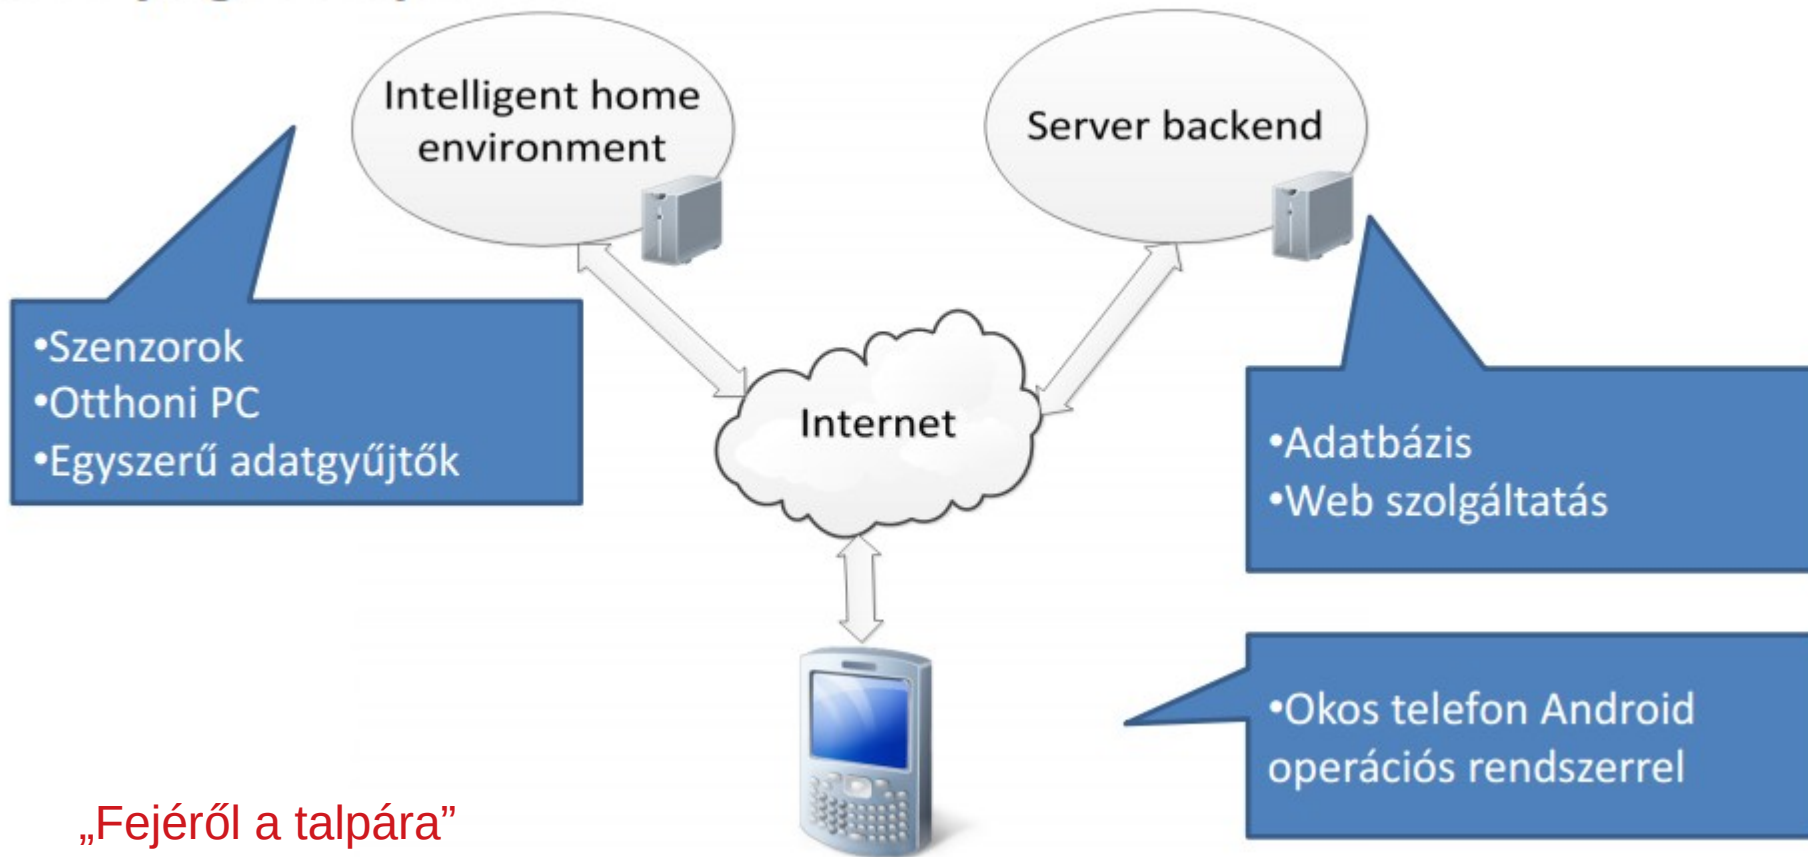 Intelligent home
environment
Server backend
•Szenzorok
•Otthoni PC
•Egyszerű adatgyűjtők
Internet
•Adatbázis
•Web szolgáltatás
•Okos telefon Android
operációs rendszerrel
„Fejéről a talpára”